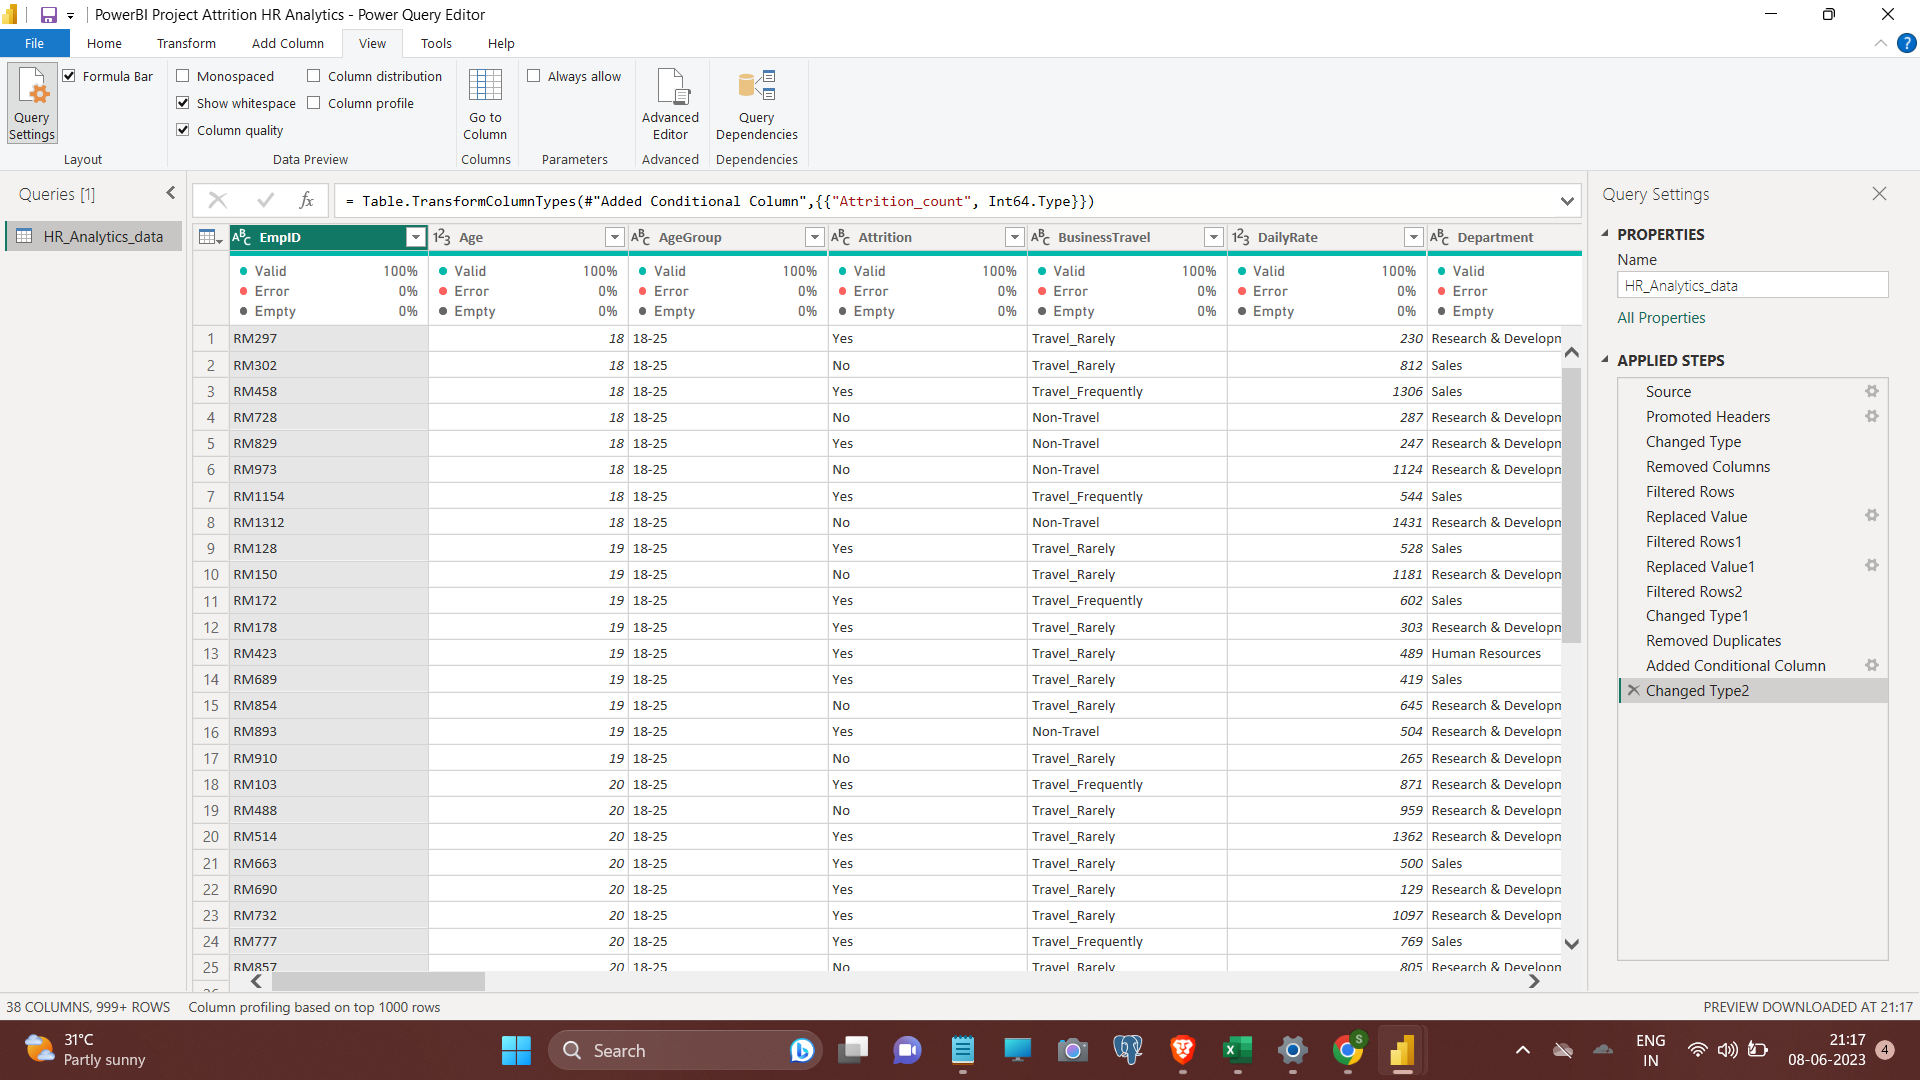 PowerBI Project Attrition HR Analytics - Power Query Editor
File Home Transform Add Column View Tools Help
Query Settings
Formula Bar
Layout
Monospaced Column distribution
Show whitespace Column profile
Column quality
Data Preview
Go to Column
Columns
Always allow
Parameters
Advanced Editor
Advanced
Query Dependencies
Dependencies
Queries [1]
HR_Analytics_data
fx = Table.TransformColumnTypes(#"Added Conditional Column",{{"Attrition_count", Int64.Type}})
EmpID Age AgeGroup Attrition BusinessTravel DailyRate Department
Valid 100% Valid 100% Valid 100% Valid 100% Valid 100% Valid 100% Valid
Error 0% Error 0% Error 0% Error 0% Error 0% Error 0% Error
Empty 0% Empty 0% Empty 0% Empty 0% Empty 0% Empty 0% Empty
1 RM297 18 18-25 Yes Travel_Rarely 230 Research & Developm
2 RM302 18 18-25 No Travel_Rarely 812 Sales
3 RM458 18 18-25 Yes Travel_Frequently 1306 Sales
4 RM728 18 18-25 No Non-Travel 287 Research & Developm
5 RM829 18 18-25 Yes Non-Travel 247 Research & Developm
6 RM973 18 18-25 No Non-Travel 1124 Research & Developm
7 RM1154 18 18-25 Yes Travel_Frequently 544 Sales
8 RM1312 18 18-25 No Non-Travel 1431 Research & Developm
9 RM128 19 18-25 Yes Travel_Rarely 528 Sales
10 RM150 19 18-25 No Travel_Rarely 1181 Research & Developm
11 RM172 19 18-25 Yes Travel_Frequently 602 Sales
12 RM178 19 18-25 Yes Travel_Rarely 303 Research & Developm
13 RM423 19 18-25 Yes Travel_Rarely 489 Human Resources
14 RM689 19 18-25 Yes Travel_Rarely 419 Sales
15 RM854 19 18-25 No Travel_Rarely 645 Research & Developm
16 RM893 19 18-25 Yes Non-Travel 504 Research & Developm
17 RM910 19 18-25 No Travel_Rarely 265 Research & Developm
18 RM103 20 18-25 Yes Travel_Frequently 871 Research & Developm
19 RM488 20 18-25 No Travel_Rarely 959 Research & Developm
20 RM514 20 18-25 Yes Travel_Rarely 1362 Research & Developm
21 RM663 20 18-25 Yes Travel_Rarely 500 Sales
22 RM690 20 18-25 Yes Travel_Rarely 129 Research & Developm
23 RM732 20 18-25 Yes Travel_Rarely 1097 Research & Developm
24 RM777 20 18-25 Yes Travel_Frequently 769 Sales
25 RM857 20 18-25 No Travel_Rarely 805 Research & Developm
Query Settings
PROPERTIES
Name
HR_Analytics_data
All Properties
APPLIED STEPS
Source
Promoted Headers
Changed Type
Removed Columns
Filtered Rows
Replaced Value
Filtered Rows1
Replaced Value1
Filtered Rows2
Changed Type1
Removed Duplicates
Added Conditional Column
Changed Type2
38 COLUMNS, 999+ ROWS Column profiling based on top 1000 rows
PREVIEW DOWNLOADED AT 21:17
31°C
Partly sunny
Search
ENG
IN
21:17
08-06-2023
4